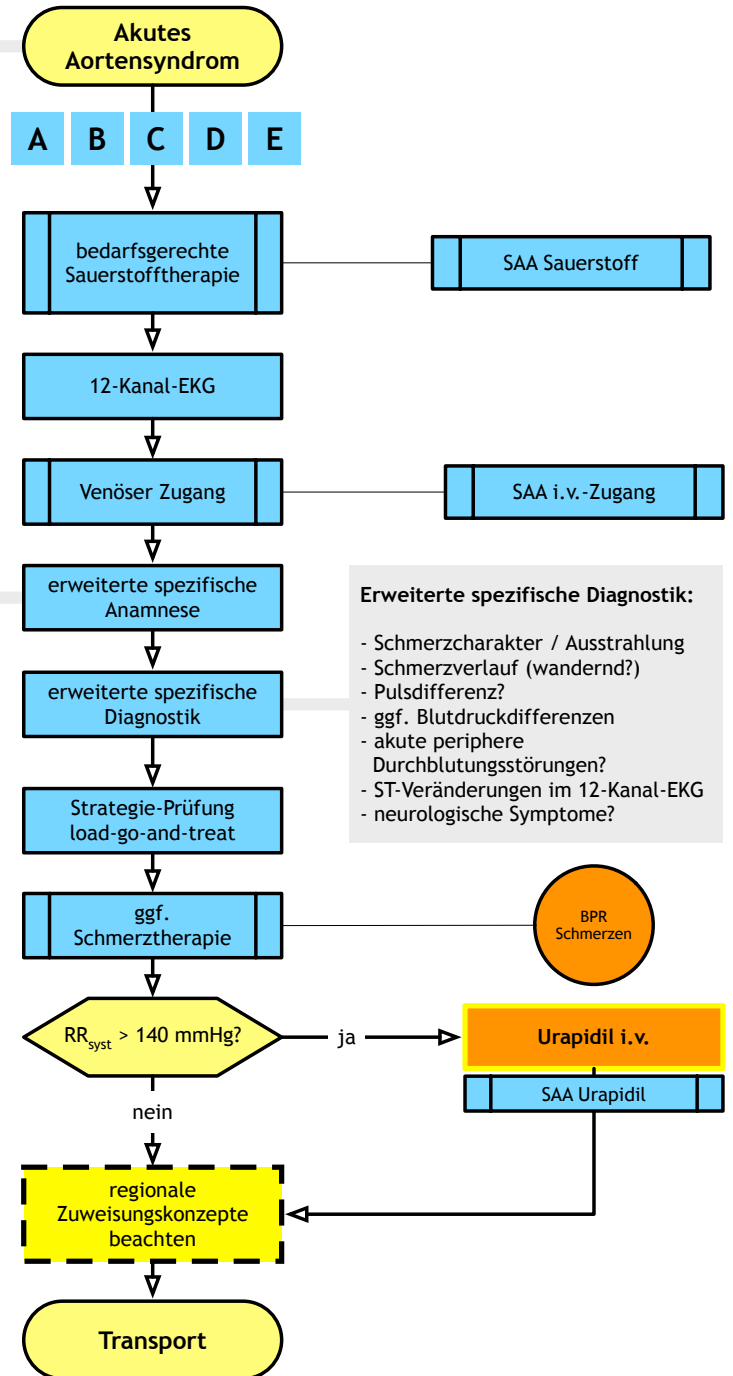 Akutes
Aortensyndrom
A B C D E
bedarfsgerechte
Sauerstofftherapie
SAA Sauerstoff
12-Kanal-EKG
Venöser Zugang
SAA i.v.-Zugang
erweiterte spezifische
Anamnese
erweiterte spezifische
Diagnostik
Erweiterte spezifische Diagnostik:
- Schmerzcharakter / Ausstrahlung
- Schmerzverlauf (wandernd?)
- Pulsdifferenz?
- ggf. Blutdruckdifferenzen
- akute periphere
Durchblutungsstörungen?
- ST-Veränderungen im 12-Kanal-EKG
- neurologische Symptome?
Strategie-Prüfung
load-go-and-treat
ggf.
Schmerztherapie
BPR
Schmerzen
RRsyst > 140 mmHg?
ja
Urapidil i.v.
SAA Urapidil
nein
regionale
Zuweisungskonzepte
beachten
Transport